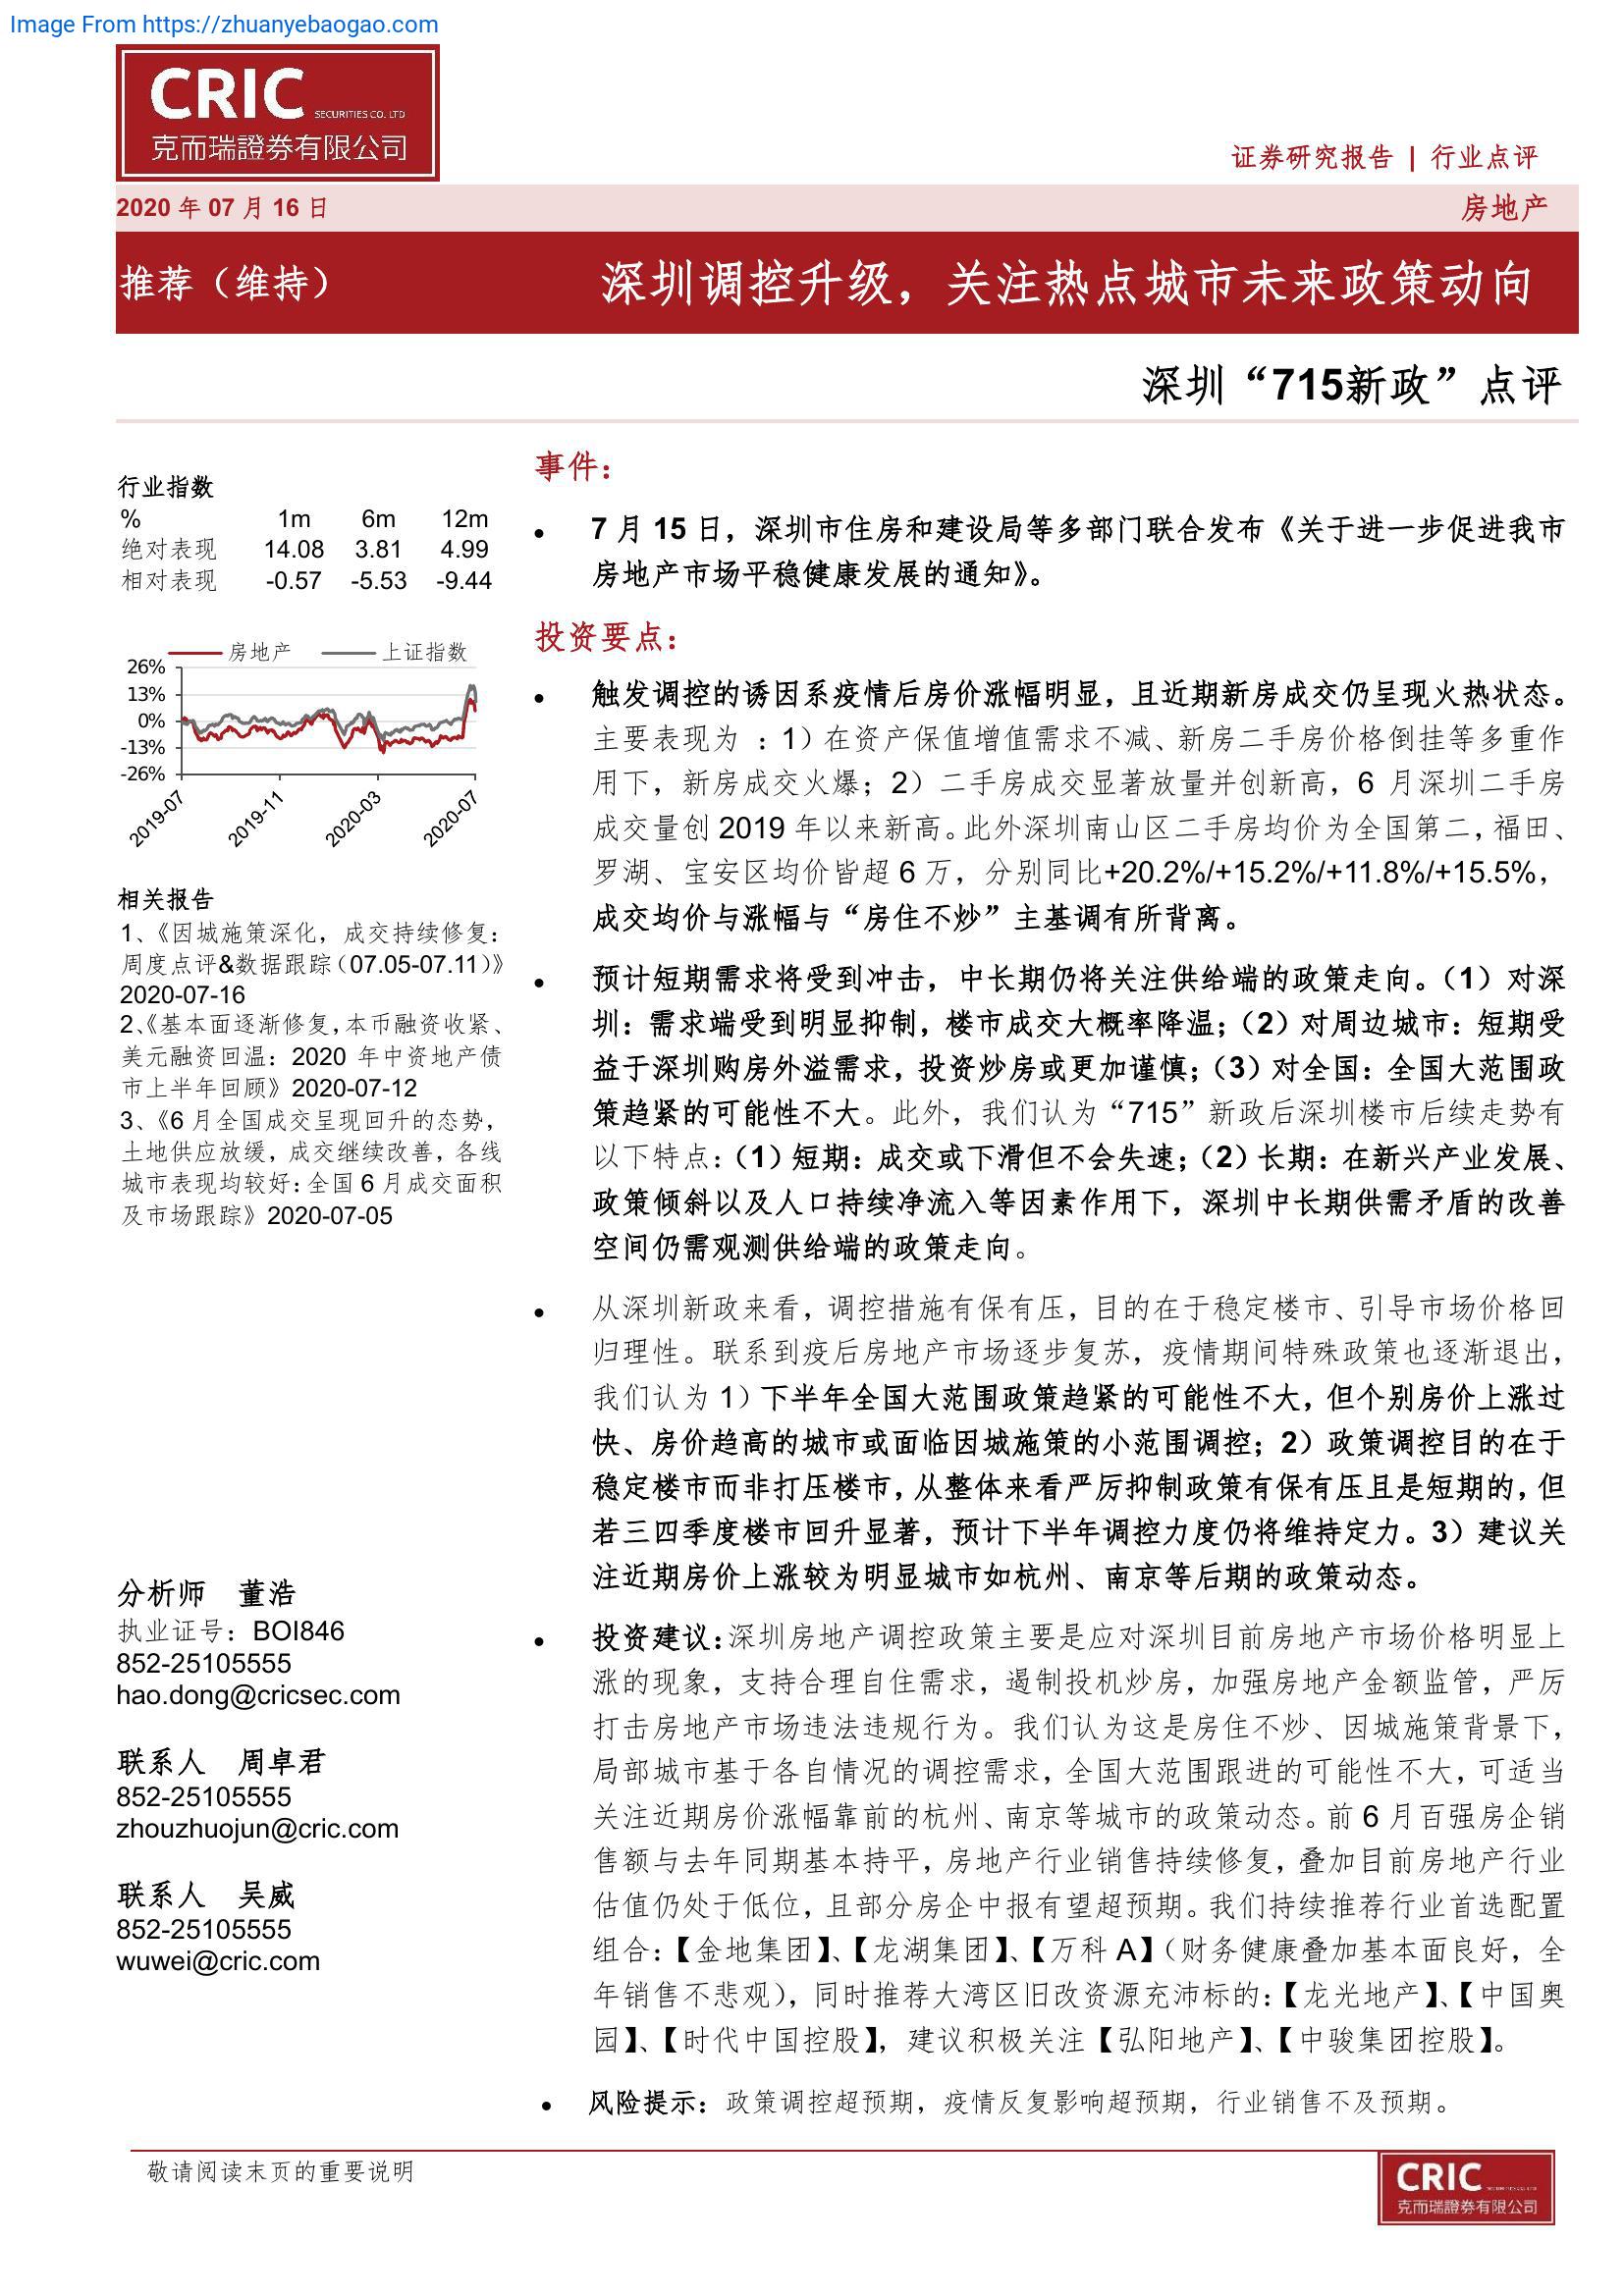 Image From https://zhuanyebaogao.com
CRIC SECURITIES CO. LTD
克而瑞證券有限公司
证券研究报告 | 行业点评
2020 年 07 月 16 日
房地产
推荐（维持）
深圳调控升级，关注热点城市未来政策动向
深圳“715新政”点评
行业指数
% 1m 6m 12m
绝对表现 14.08 3.81 4.99
相对表现 -0.57 -5.53 -9.44
房地产 上证指数
26%
13%
0%
-13%
-26%
2019-07 2019-11 2020-03 2020-07
相关报告
1、《因城施策深化，成交持续修复：
周度点评&数据跟踪（07.05-07.11）》
2020-07-16
2、《基本面逐渐修复，本币融资收紧、
美元融资回温：2020 年中资地产债
市上半年回顾》2020-07-12
3、《6 月全国成交呈现回升的态势，
土地供应放缓，成交继续改善，各线
城市表现均较好：全国 6 月成交面积
及市场跟踪》2020-07-05
分析师 董浩
执业证号：BOI846
852-25105555
hao.dong@cricsec.com
联系人 周卓君
852-25105555
zhouzhuojun@cric.com
联系人 吴威
852-25105555
wuwei@cric.com
事件：
● 7 月 15 日，深圳市住房和建设局等多部门联合发布《关于进一步促进我市
房地产市场平稳健康发展的通知》。
投资要点：
● 触发调控的诱因系疫情后房价涨幅明显，且近期新房成交仍呈现火热状态。
主要表现为 ：1）在资产保值增值需求不减、新房二手房价格倒挂等多重作
用下，新房成交火爆；2）二手房成交显著放量并创新高，6 月深圳二手房
成交量创 2019 年以来新高。此外深圳南山区二手房均价为全国第二，福田、
罗湖、宝安区均价皆超 6 万，分别同比+20.2%/+15.2%/+11.8%/+15.5%，
成交均价与涨幅与“房住不炒”主基调有所背离。
● 预计短期需求将受到冲击，中长期仍将关注供给端的政策走向。（1）对深
圳：需求端受到明显抑制，楼市成交大概率降温；（2）对周边城市：短期受
益于深圳购房外溢需求，投资炒房或更加谨慎；（3）对全国：全国大范围政
策趋紧的可能性不大。此外，我们认为“715”新政后深圳楼市后续走势有
以下特点：（1）短期：成交或下滑但不会失速；（2）长期：在新兴产业发展、
政策倾斜以及人口持续净流入等因素作用下，深圳中长期供需矛盾的改善
空间仍需观测供给端的政策走向。
● 从深圳新政来看，调控措施有保有压，目的在于稳定楼市、引导市场价格回
归理性。联系到疫后房地产市场逐步复苏，疫情期间特殊政策也逐渐退出，
我们认为 1）下半年全国大范围政策趋紧的可能性不大，但个别房价上涨过
快、房价趋高的城市或面临因城施策的小范围调控；2）政策调控目的在于
稳定楼市而非打压楼市，从整体来看严厉抑制政策有保有压且是短期的，但
若三四季度楼市回升显著，预计下半年调控力度仍将维持定力。3）建议关
注近期房价上涨较为明显城市如杭州、南京等后期的政策动态。
● 投资建议：深圳房地产调控政策主要是应对深圳目前房地产市场价格明显上
涨的现象，支持合理自住需求，遏制投机炒房，加强房地产金额监管，严厉
打击房地产市场违法违规行为。我们认为这是房住不炒、因城施策背景下，
局部城市基于各自情况的调控需求，全国大范围跟进的可能性不大，可适当
关注近期房价涨幅靠前的杭州、南京等城市的政策动态。前 6 月百强房企销
售额与去年同期基本持平，房地产行业销售持续修复，叠加目前房地产行业
估值仍处于低位，且部分房企中报有望超预期。我们持续推荐行业首选配置
组合：【金地集团】、【龙湖集团】、【万科 A】（财务健康叠加基本面良好，全
年销售不悲观），同时推荐大湾区旧改资源充沛标的：【龙光地产】、【中国奥
园】、【时代中国控股】，建议积极关注【弘阳地产】、【中骏集团控股】。
● 风险提示：政策调控超预期，疫情反复影响超预期，行业销售不及预期。
敬请阅读末页的重要说明
CRIC
克而瑞證券有限公司